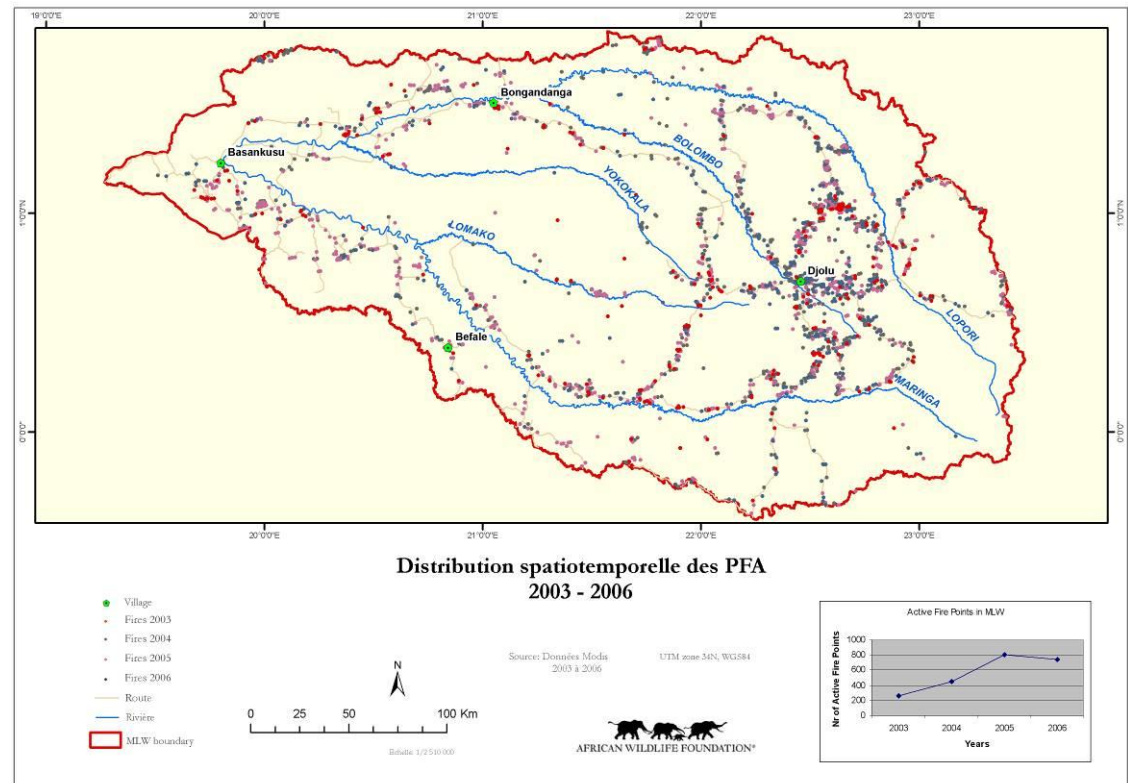 19°0'0"E
20°0'0"E
21°0'0"E
22°0'0"E
23°0'0"E
1°0'0"N
1°0'0"N
0°0'0"
0°0'0"
Bongandanga
Basankusu
BOLOMBO
YOKOKALA
LOMAKO
Djolu
Befale
LOPORI
MARINGA
20°0'0"E
21°0'0"E
22°0'0"E
23°0'0"E
Distribution spatiotemporelle des PFA
2003 - 2006
Village
Fires 2003
Fires 2004
Fires 2005
Fires 2006
Route
Rivière
MLW boundary
N
0 25 50 100 Km
Echelle 1/2 510 000
Source: Données Modis
2003 à 2006
UTM zone 34N, WGS84
AFRICAN WILDLIFE FOUNDATION®
Active Fire Points in MLW
Nr of Active Fire Points
1000
800
600
400
200
0
2003 2004 2005 2006
Years